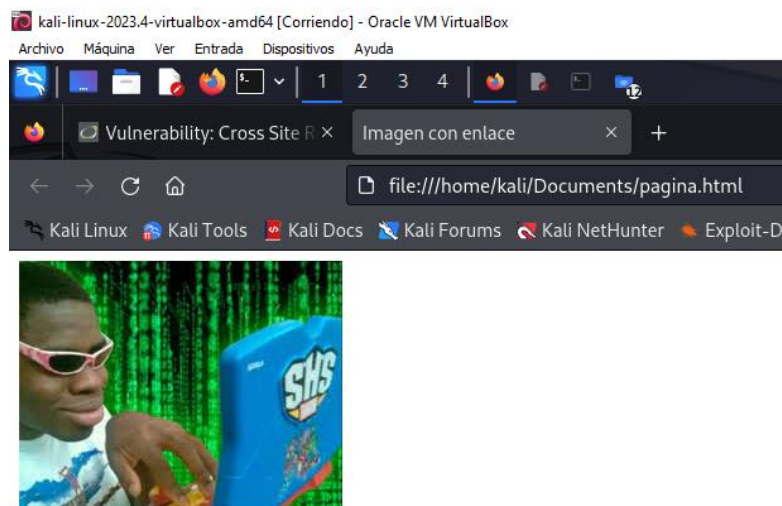 kali-linux-2023.4-virtualbox-amd64 [Corriendo] - Oracle VM VirtualBox
Archivo Máquina Ver Entrada Dispositivos Ayuda
1 2 3 4 12
Vulnerability: Cross Site R Imagen con enlace
file:///home/kali/Documents/pagina.html
Kali Linux Kali Tools Kali Docs Kali Forums Kali NetHunter Exploit-D
SHS